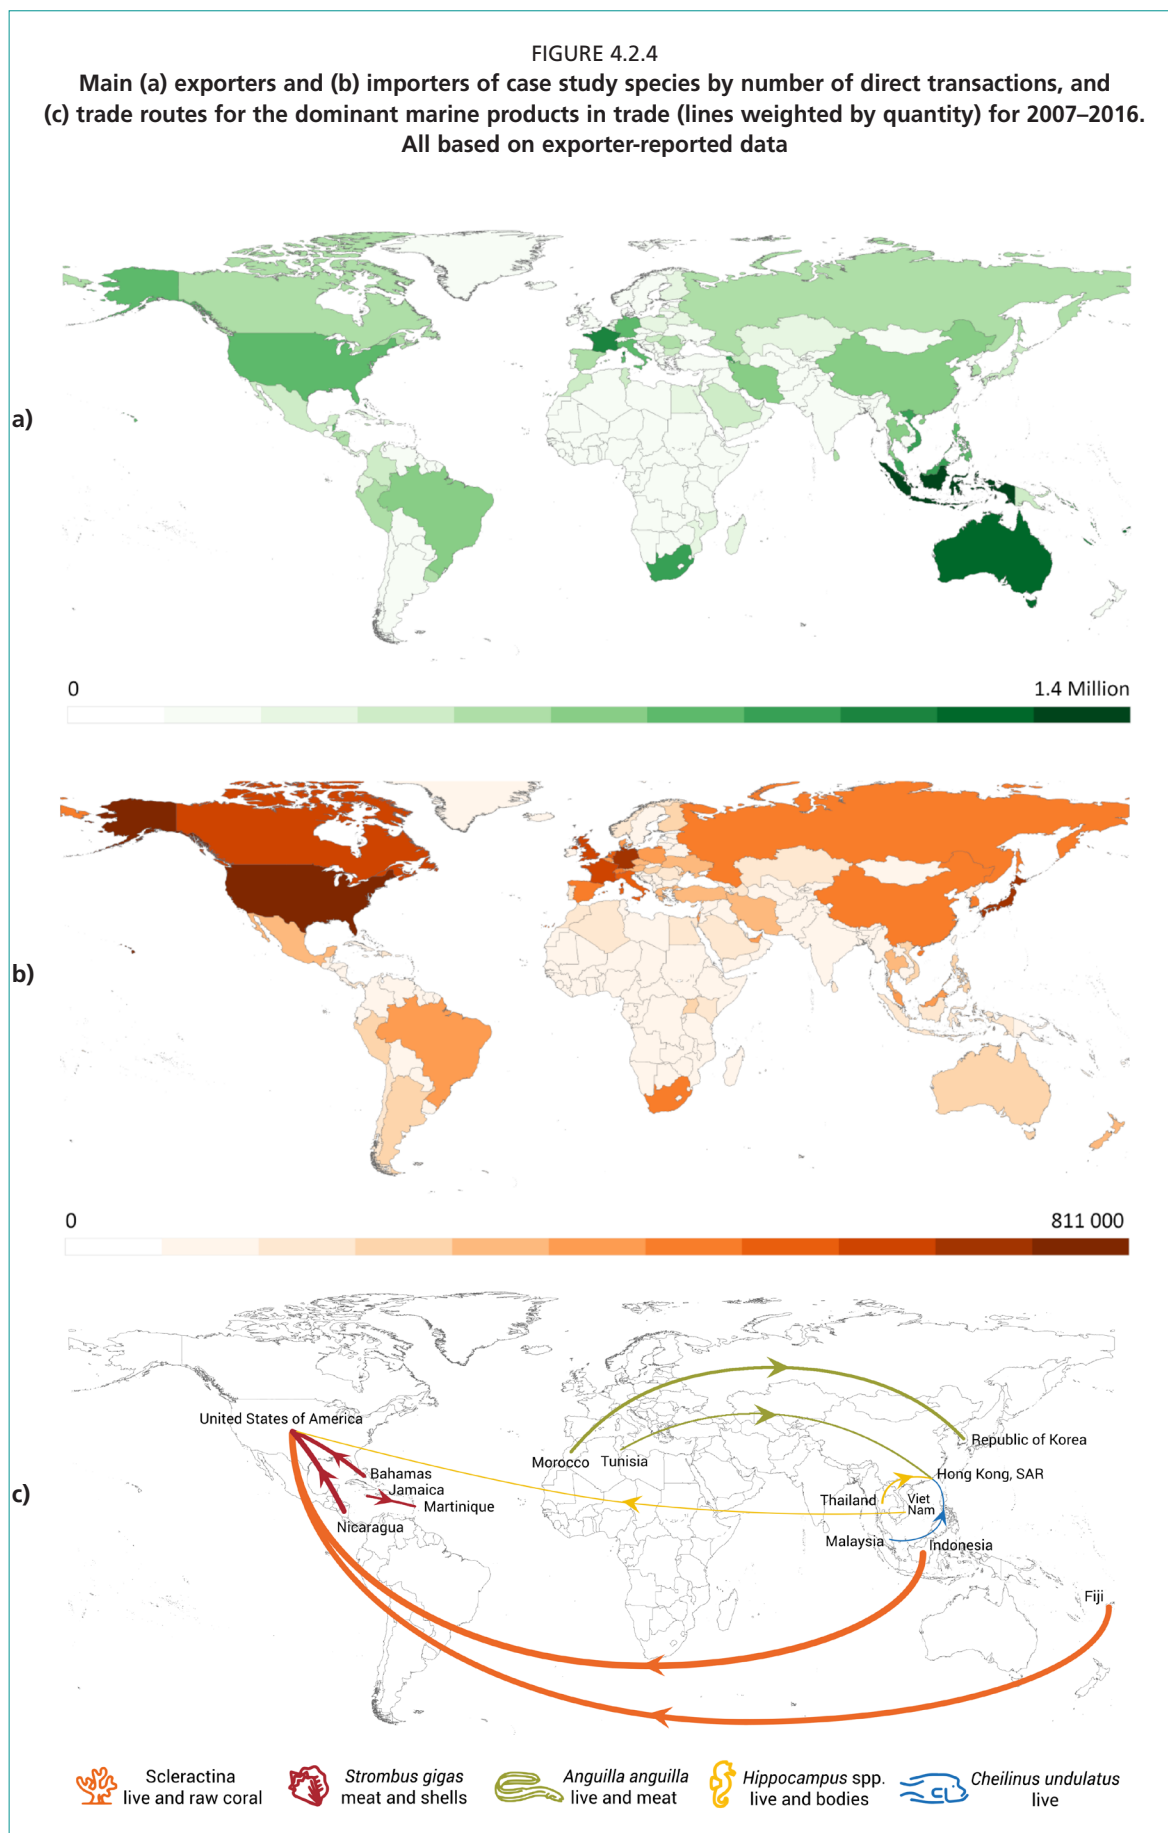 FIGURE 4.2.4
Main (a) exporters and (b) importers of case study species by number of direct transactions, and
(c) trade routes for the dominant marine products in trade (lines weighted by quantity) for 2007–2016.
All based on exporter-reported data
a)
0
1.4 Million
b)
0
811 000
c)
United States of America
Bahamas
Jamaica
Martinique
Nicaragua
Morocco
Tunisia
Republic of Korea
Hong Kong, SAR
Thailand
Viet
Nam
Malaysia
Indonesia
Fiji
Scleractina
live and raw coral
Strombus gigas
meat and shells
Anguilla anguilla
live and meat
Hippocampus spp.
live and bodies
Cheilinus undulatus
live